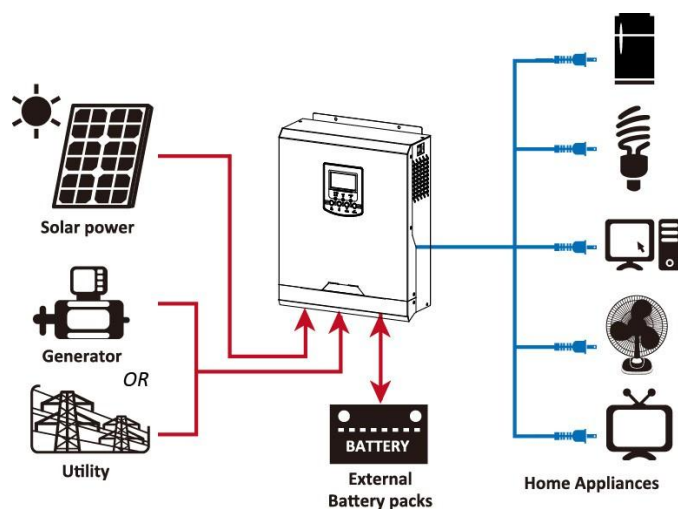 Solar power
Generator
OR
Utility
BATTERY
External
Battery packs
Home Appliances